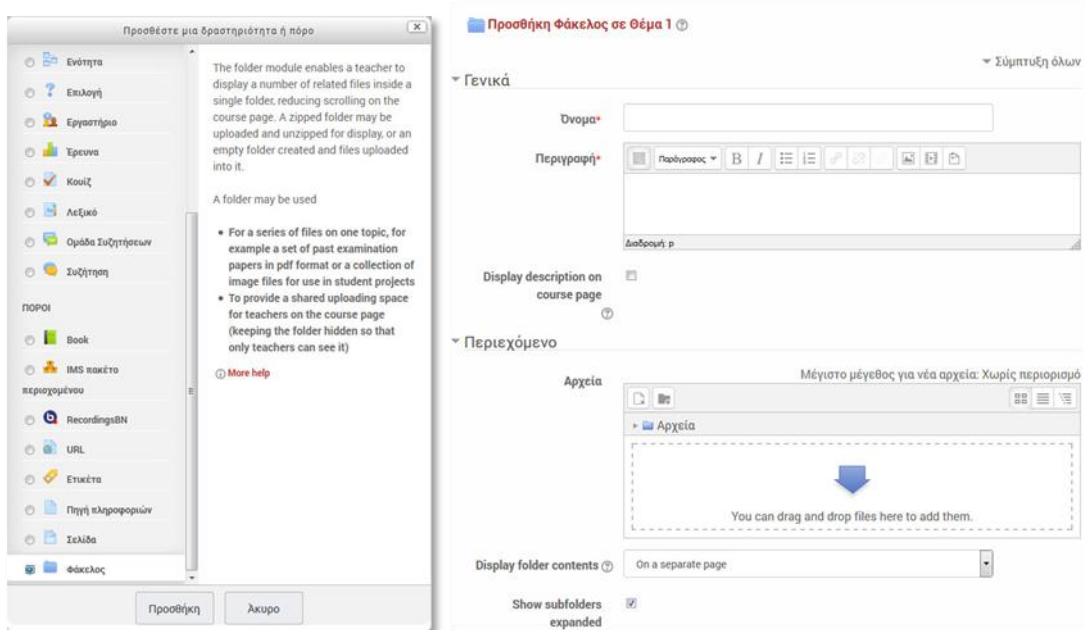 Προσθέστε μια δραστηριότητα ή πόρο
Ενότητα
Επιλογή
Εργαστήριο
Έρευνα
Κουίζ
Λεξικό
Ομάδα Συζητήσεων
Συζήτηση
ΠΟΡΟΙ
Book
IMS πακέτο
περιεχομένου
RecordingsBN
URL
Ετικέτα
Πηγή πληροφοριών
Σελίδα
Φάκελος
The folder module enables a teacher to
display a number of related files inside a
single folder, reducing scrolling on the
course page. A zipped folder may be
uploaded and unzipped for display, or an
empty folder created and files uploaded
into it.
A folder may be used
• For a series of files on one topic, for
example a set of past examination
papers in pdf format or a collection of
image files for use in student projects
• To provide a shared uploading space
for teachers on the course page
(keeping the folder hidden so that
only teachers can see it)
More help
Προσθήκη
Άκυρο
Προσθήκη Φάκελος σε Θέμα 1
Σύμπτυξη όλων
Γενικά
Όνομα*
Περιγραφή*
Παράγραφος
B I
Διαδρομή: p
Display description on
course page
Περιεχόμενο
Αρχεία
Μέγιστο μέγεθος για νέα αρχεία: Χωρίς περιορισμό
Αρχεία
You can drag and drop files here to add them.
Display folder contents
On a separate page
Show subfolders
expanded